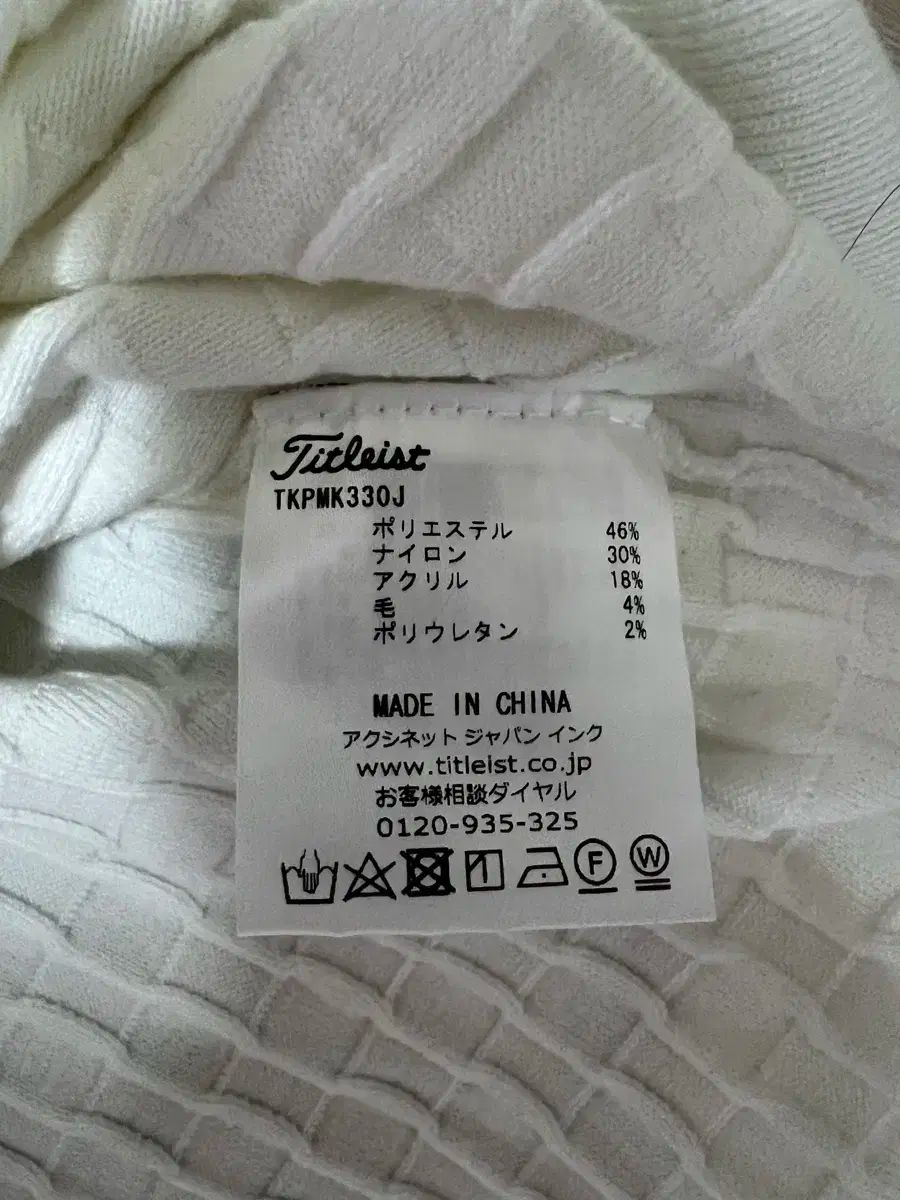 Titleist
TKPMK330J
ポリエステル 46%
ナイロン 30%
アクリル 18%
毛 4%
ポリウレタン 2%
MADE IN CHINA
アクシネット ジャパン インク
www.titleist.co.jp
お客様相談ダイヤル
0120-935-325
F W